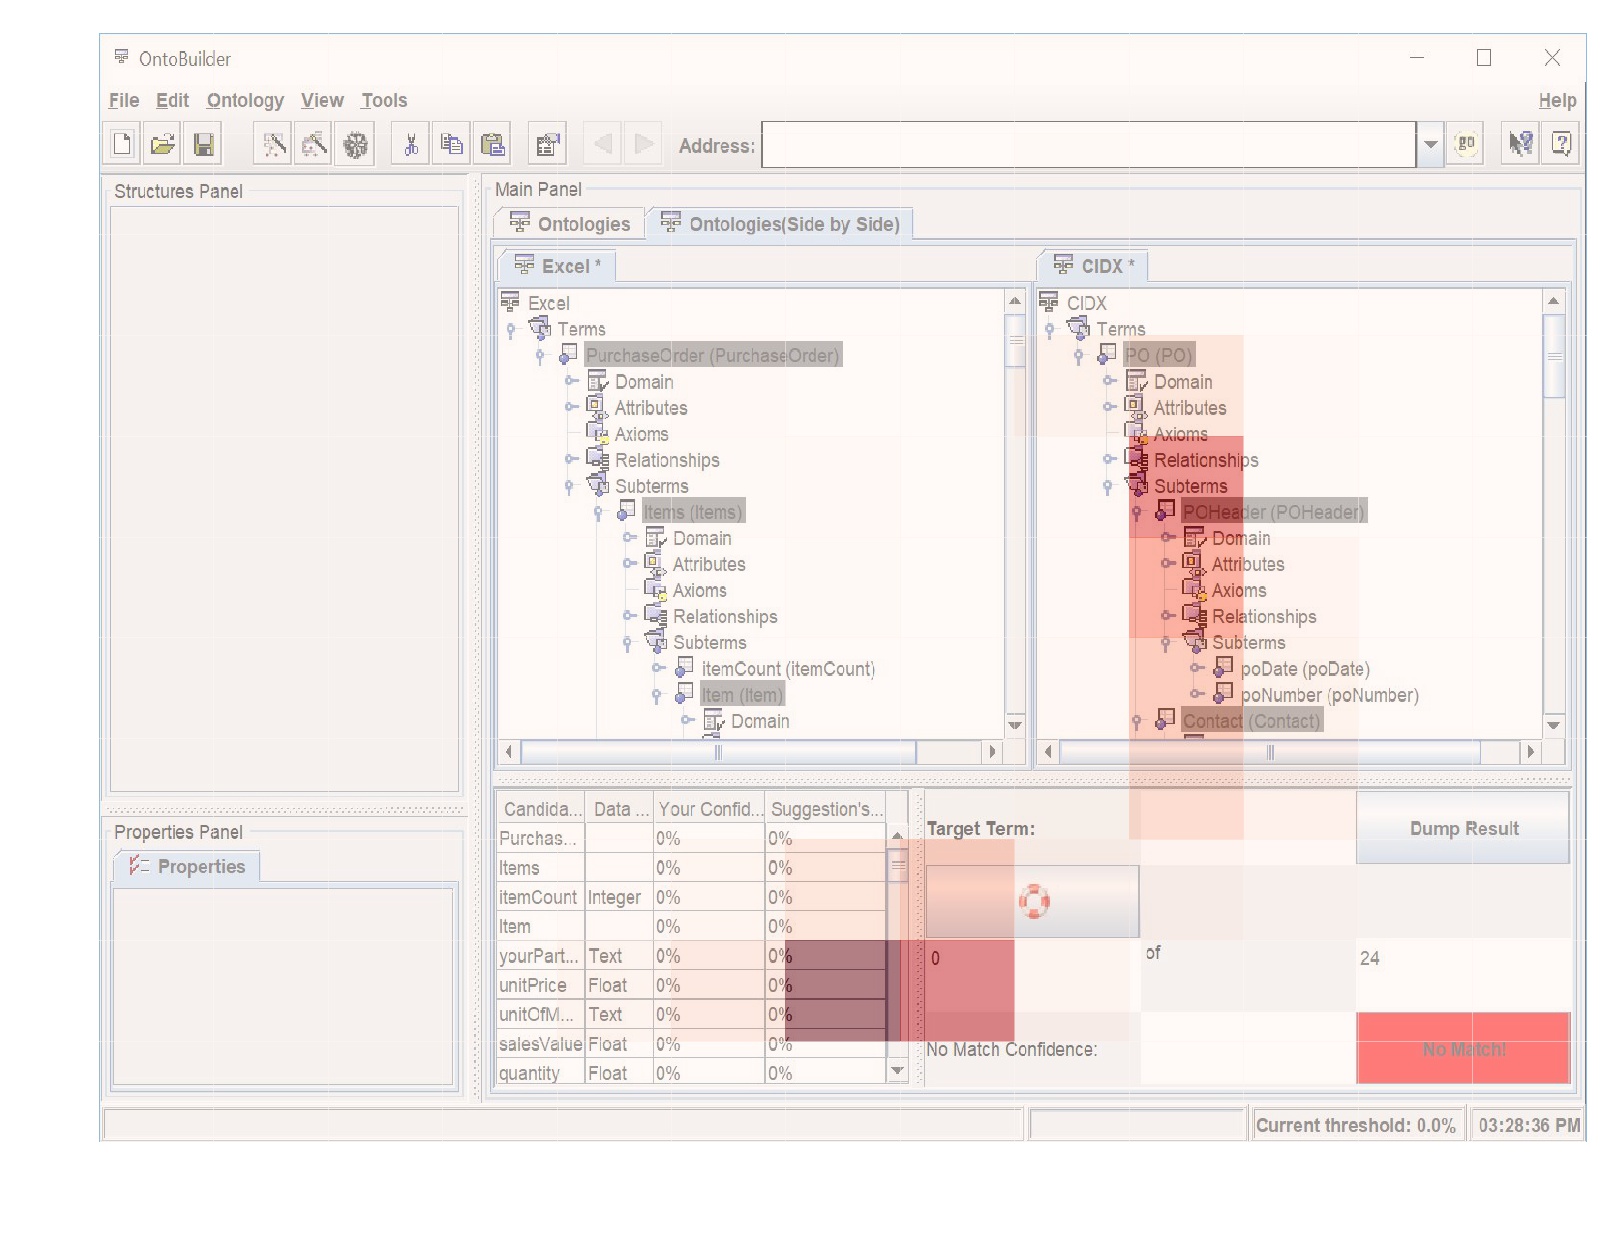 OntoBuilder
File Edit Ontology View Tools Help
Address: go
Structures Panel
Main Panel
Ontologies Ontologies(Side by Side)
Excel *
Excel
Terms
PurchaseOrder (PurchaseOrder)
Domain
Attributes
Axioms
Relationships
Subterms
Items (Items)
Domain
Attributes
Axioms
Relationships
Subterms
itemCount (itemCount)
Item (Item)
Domain
CIDX *
CIDX
Terms
PO (PO)
Domain
Attributes
Axioms
Relationships
Subterms
POHeader (POHeader)
Domain
Attributes
Axioms
Relationships
Subterms
poDate (poDate)
poNumber (poNumber)
Contact (Contact)
Properties Panel
Properties
Candida... Data ... Your Confid... Suggestion's...
Purchas... 0% 0%
Items 0% 0%
itemCount Integer 0% 0%
Item 0% 0%
yourPart... Text 0% 0%
unitPrice Float 0% 0%
unitOfM... Text 0% 0%
salesValue Float 0% 0%
quantity Float 0% 0%
Target Term: Dump Result
0 of 24
No Match Confidence: No Match!
Current threshold: 0.0% 03:28:36 PM